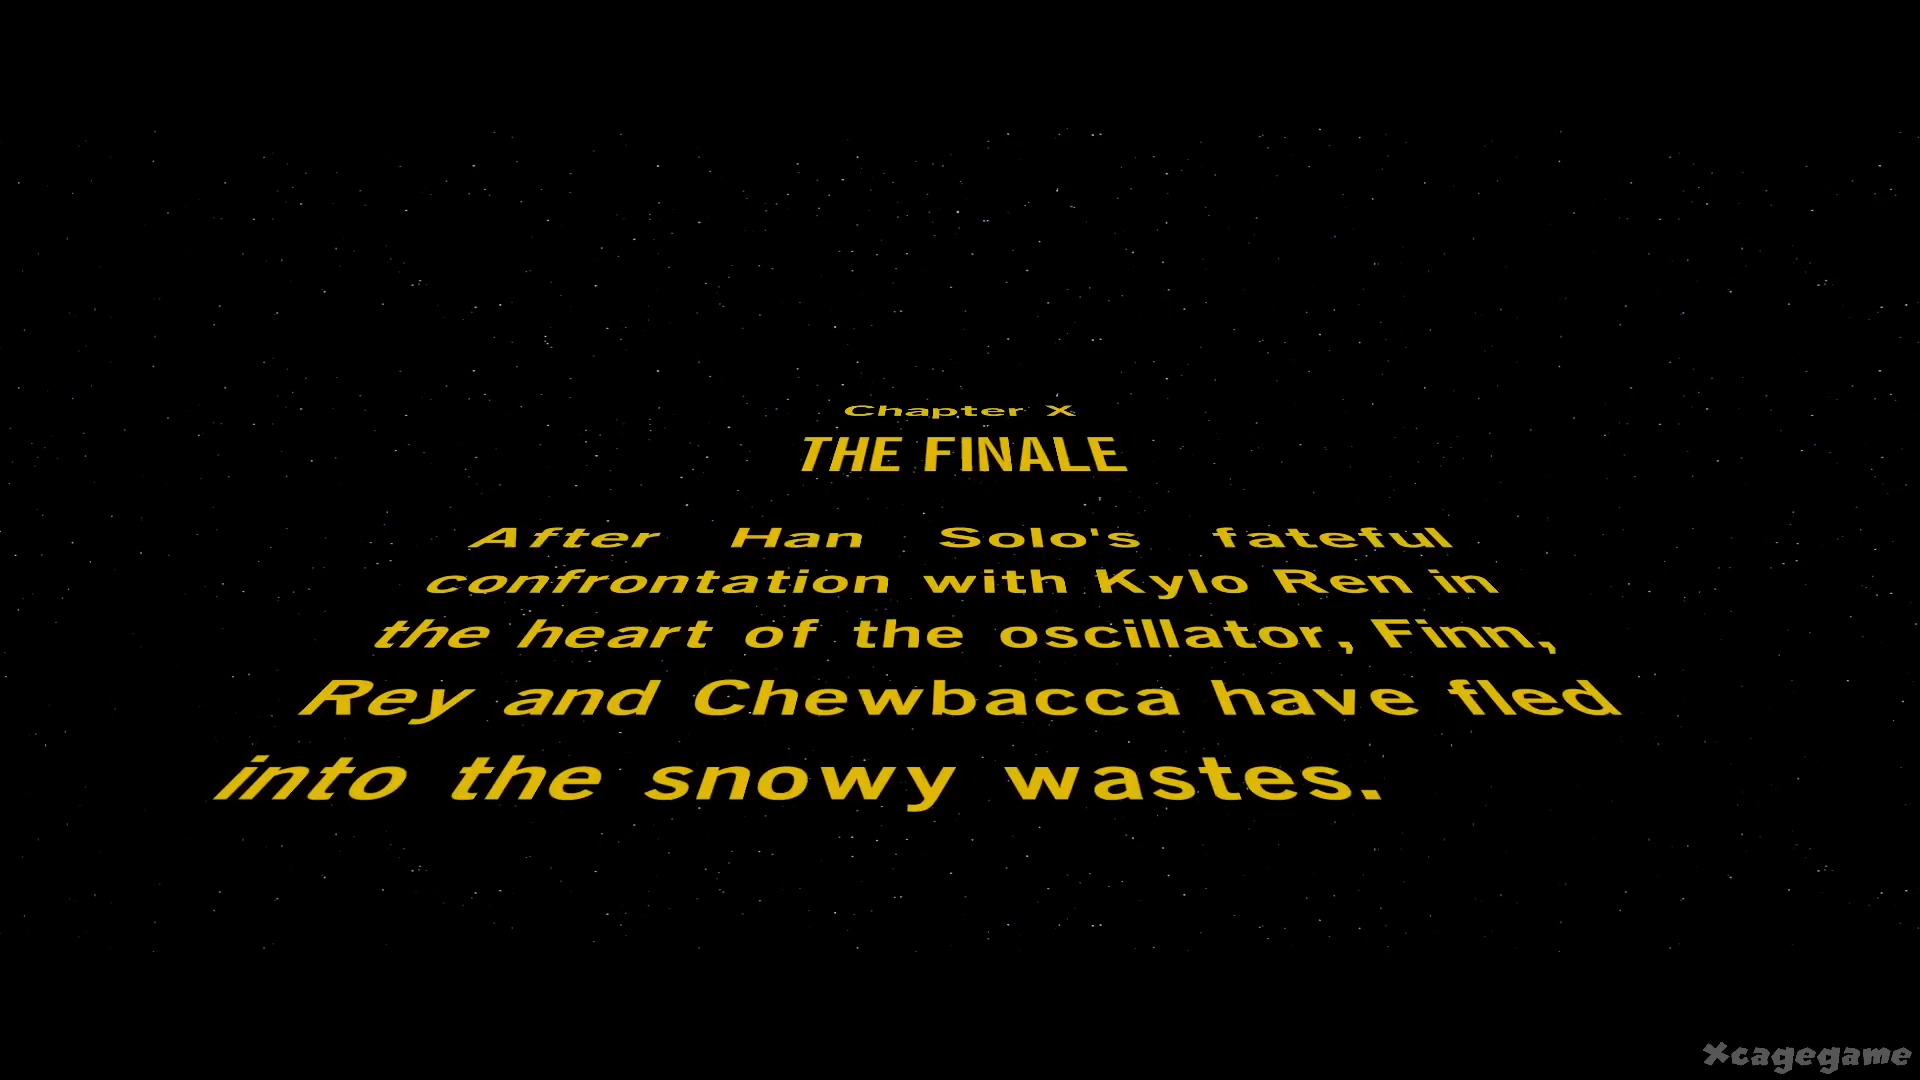 Chapter X
THE FINALE
After Han Solo's fateful
confrontation with Kylo Ren in
the heart of the oscillator, Finn,
Rey and Chewbacca have fled
into the snowy wastes.
Xcagegame